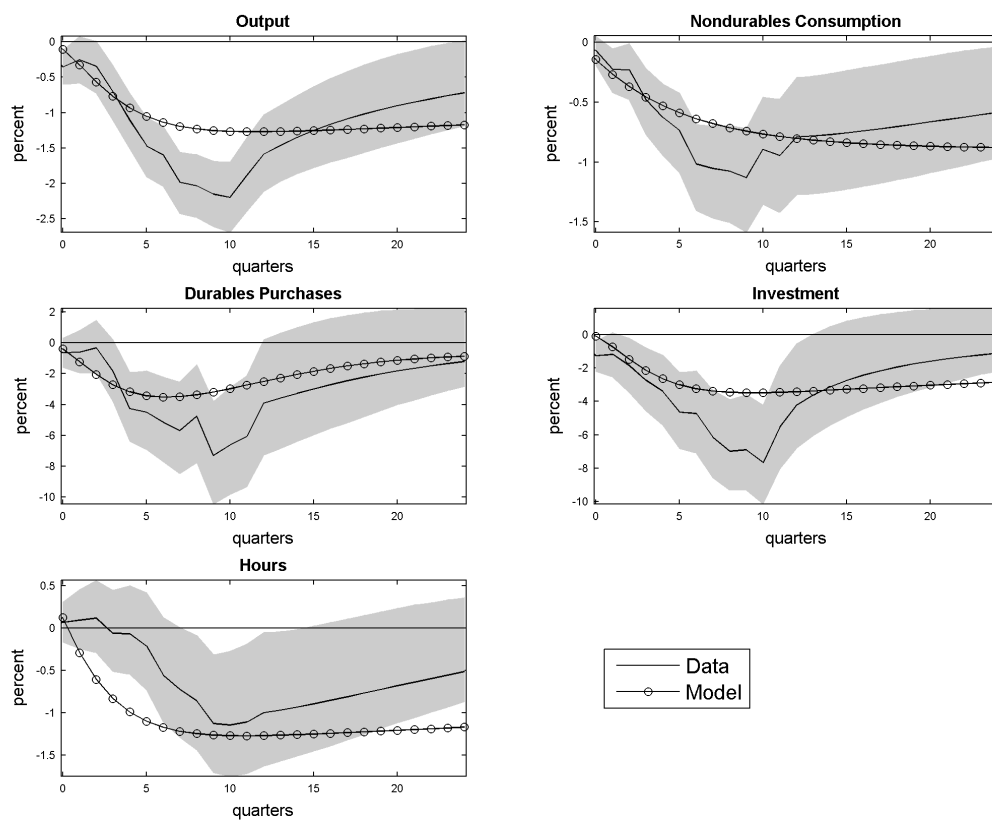 Output
percent
0
-0.5
-1
-1.5
-2
-2.5
0 5 10 15 20
quarters
Nondurables Consumption
percent
0
-0.5
-1
-1.5
0 5 10 15 20
quarters
Durables Purchases
percent
2
0
-2
-4
-6
-8
-10
0 5 10 15 20
quarters
Investment
percent
0
-2
-4
-6
-8
-10
0 5 10 15 20
quarters
Hours
percent
0.5
0
-0.5
-1
-1.5
0 5 10 15 20
quarters
Data
Model